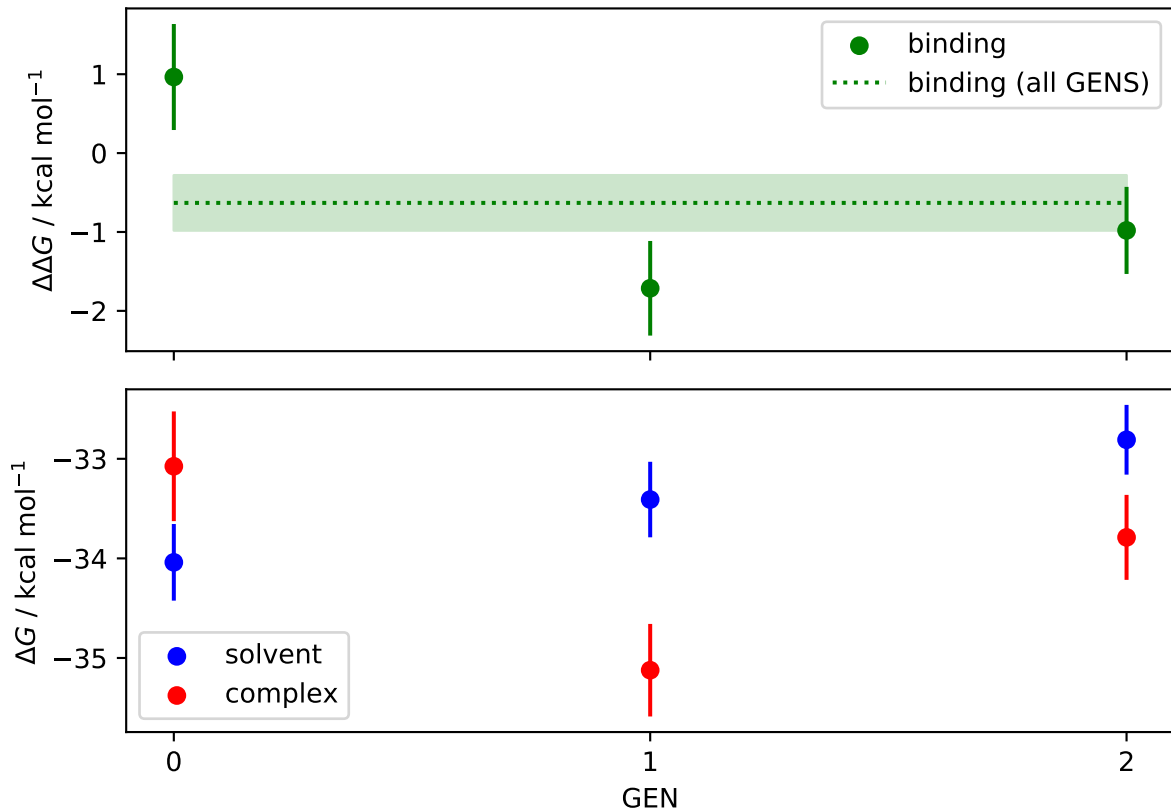 binding
binding (all GENS)
ΔΔG / kcal mol⁻¹
1
0
−1
−2
ΔG / kcal mol⁻¹
−33
−34
−35
solvent
complex
0 1 2
GEN